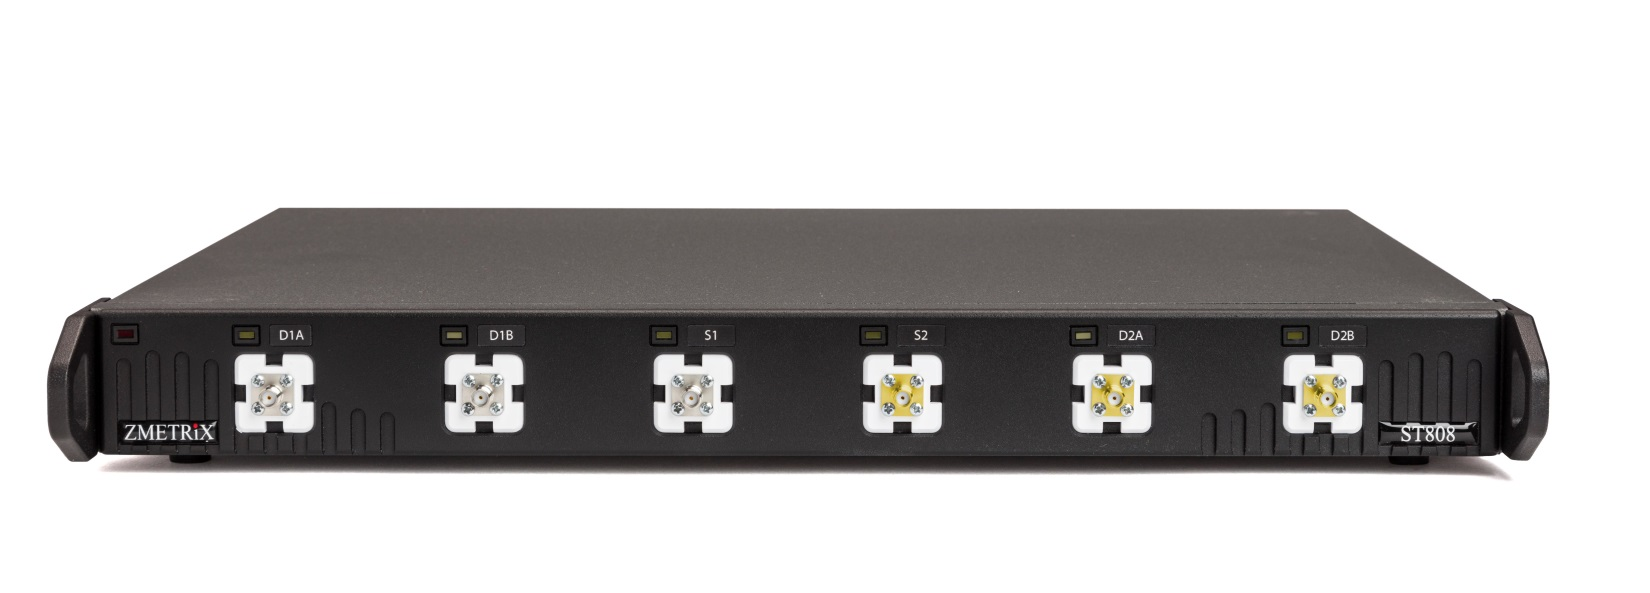 D1A
D1B
S1
S2
D2A
D2B
ZMETRiX
ST808